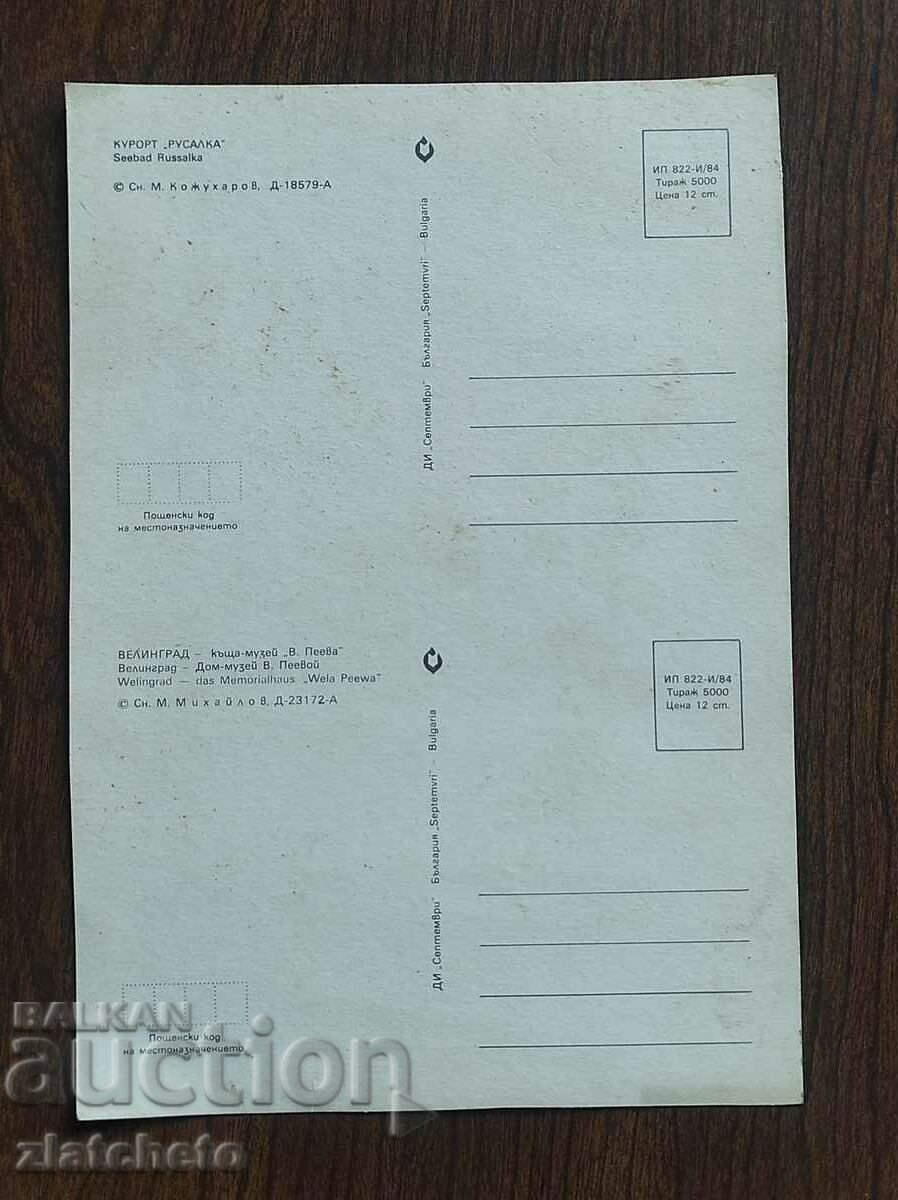 КУРОРТ „РУСАЛКА"
Seebad Russalka
© Сн. М. Кожухаров, Д-18579-А
ДИ „Септември" България „Septemvri" — Bulgaria
ИП 822-И/84
Тираж 5000
Цена 12 ст.
Пощенски код
на местоназначението
ВЕЛИНГРАД — къща-музей „В. Пеева"
Велинград — Дом-музей В. Пеевой
Welingrad — das Memorialhaus „Wela Peewa"
© Сн. М. Михайлов, Д-23172-А
ДИ „Септември" България „Septemvri" — Bulgaria
ИП 822-И/84
Тираж 5000
Цена 12 ст.
Пощенски код
на местоназначението
BALKAN
auction
zlatcheto